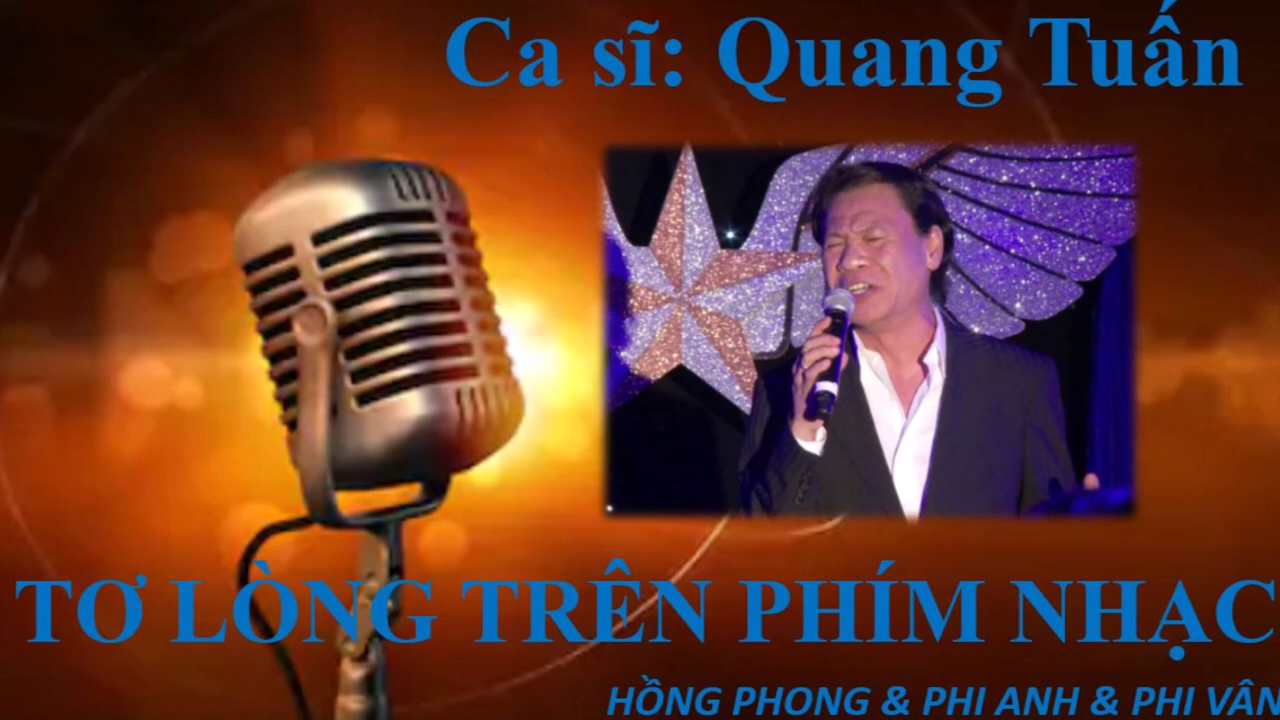 Ca sĩ: Quang Tuấn
TƠ LÒNG TRÊN PHÍM NHẠC
HỒNG PHONG & PHI ANH & PHI VÂN